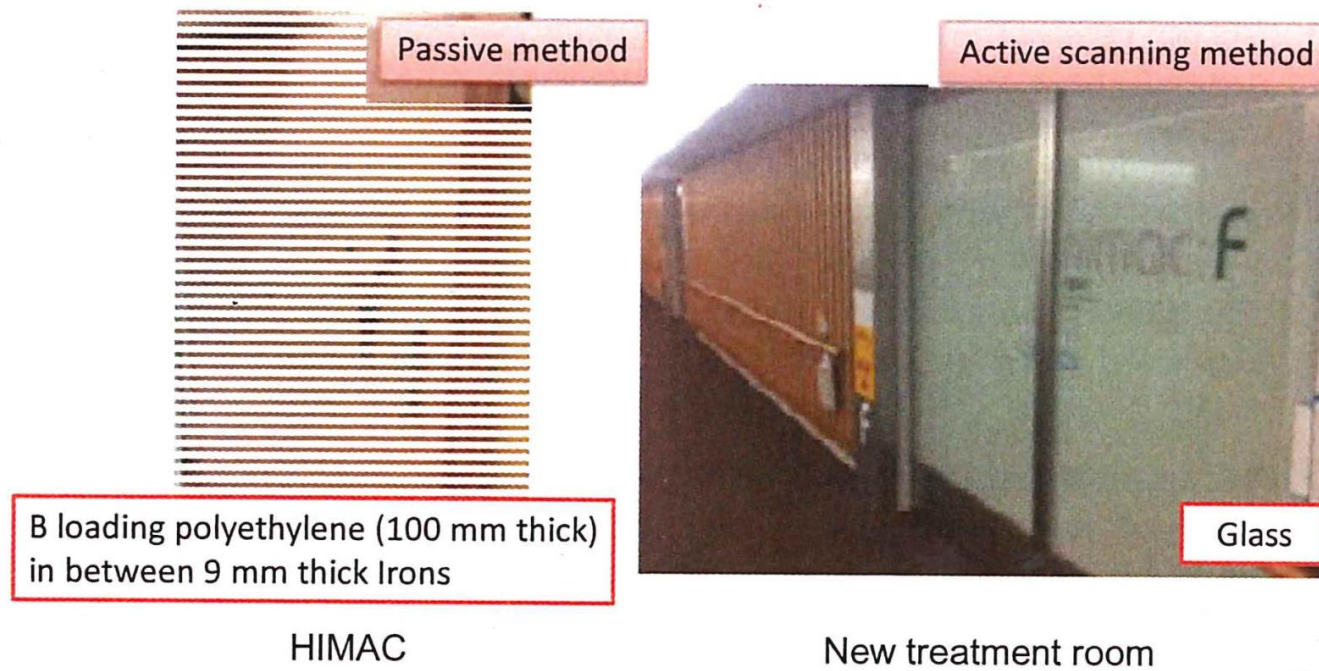 Passive method
Active scanning method
f
B loading polyethylene (100 mm thick)
in between 9 mm thick Irons
Glass
HIMAC
New treatment room